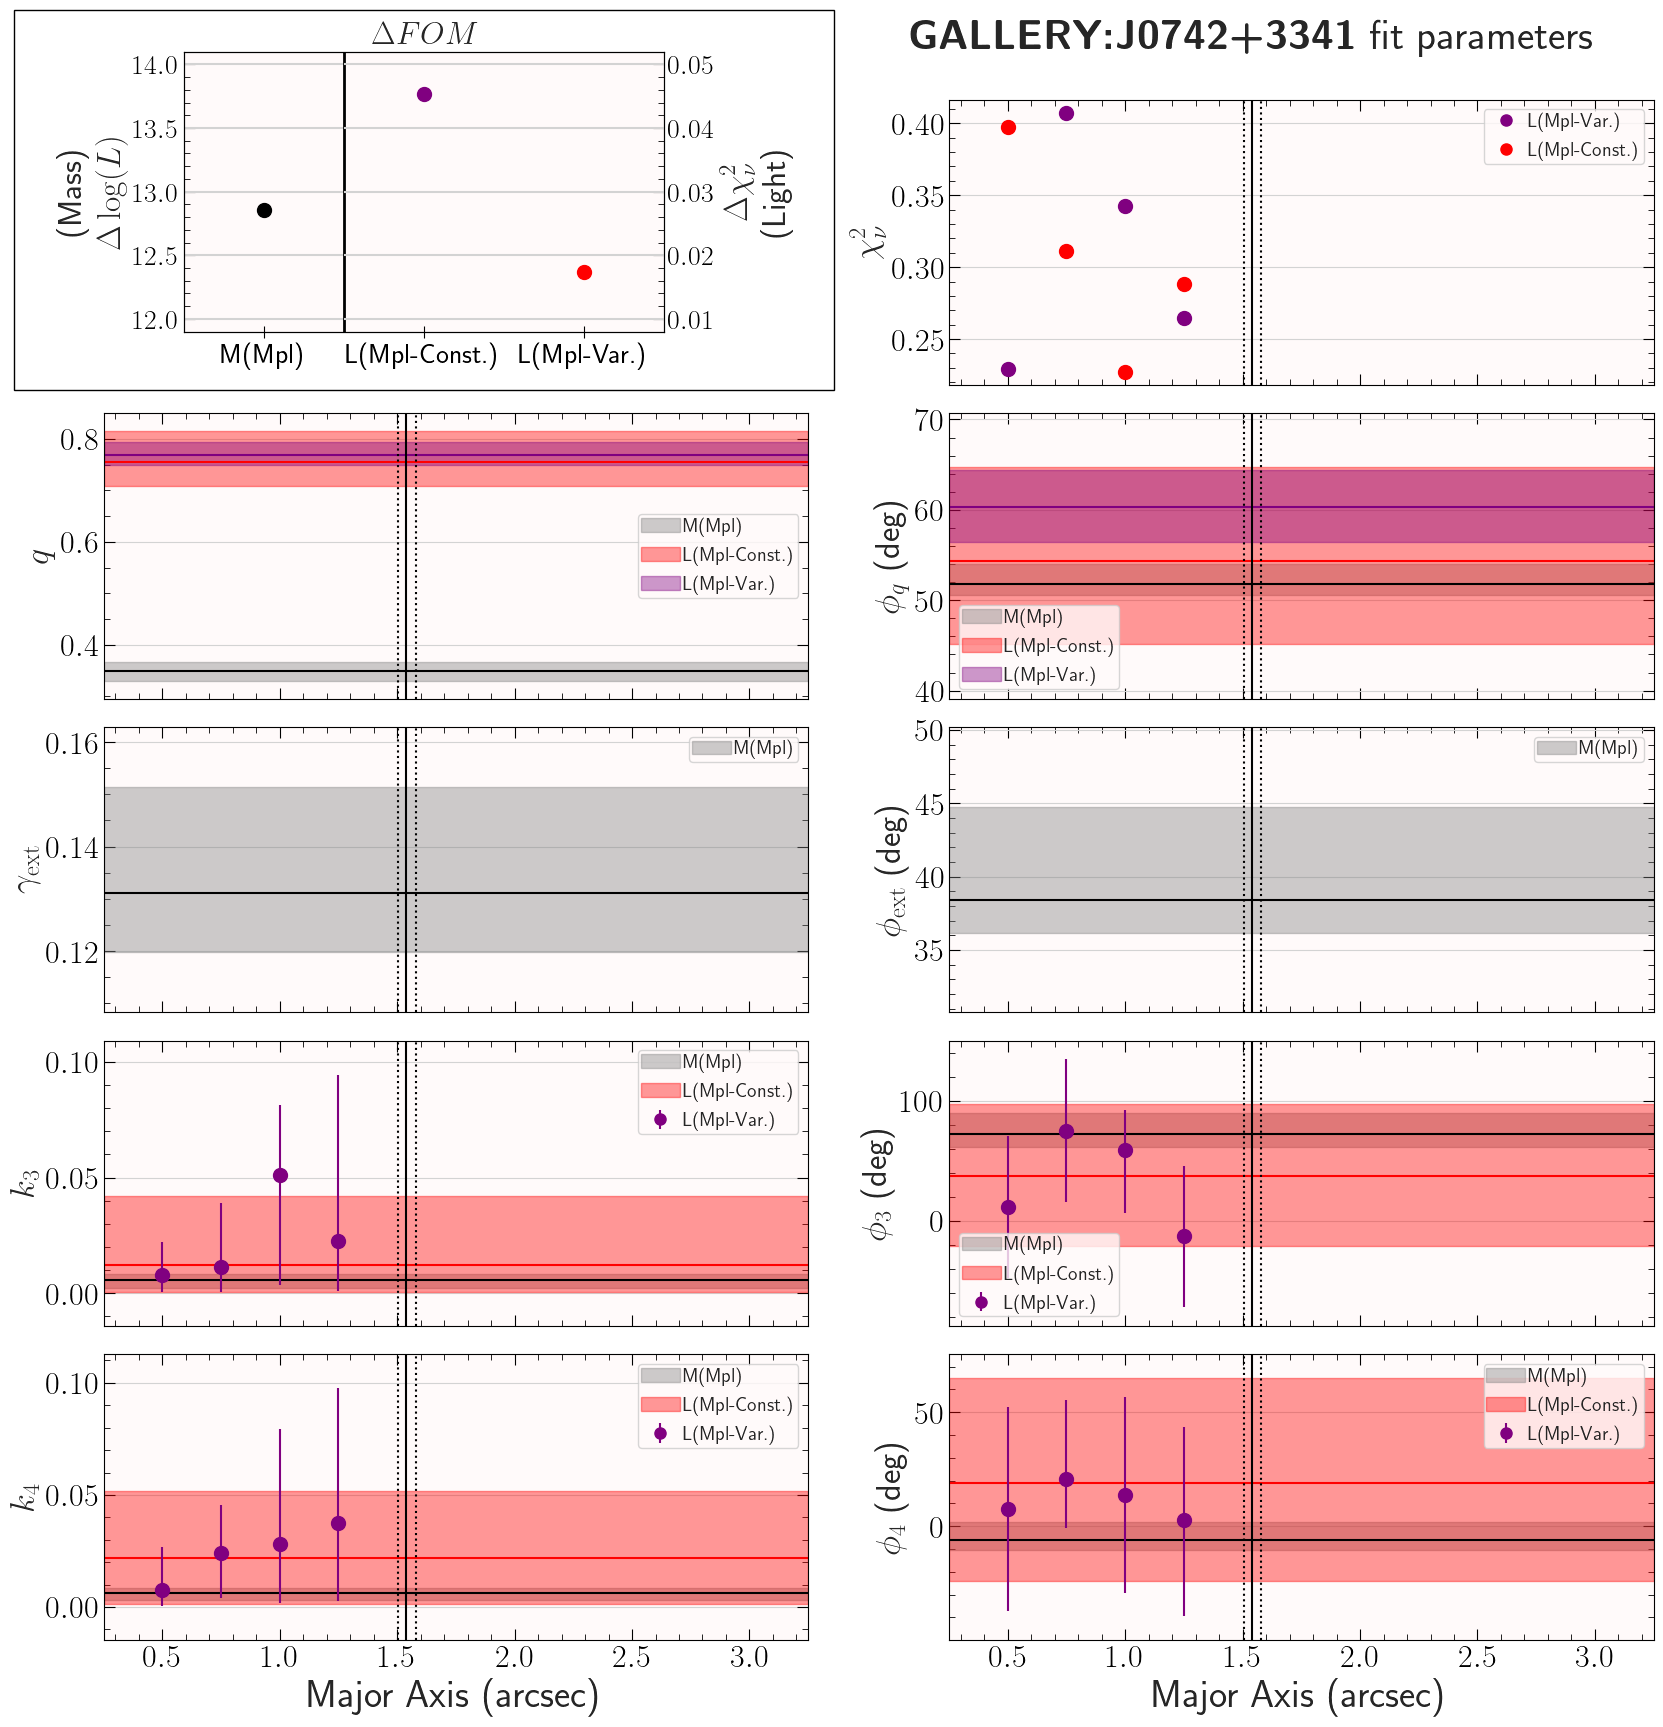 ΔFOM
GALLERY:J0742+3341 fit parameters
14.0
13.5
13.0
12.5
12.0
(Mass)
Δ log(L)
0.05
0.04
0.03
0.02
0.01
Δχ²ᵥ
(Light)
M(Mpl) L(Mpl-Const.) L(Mpl-Var.)
0.40
0.35
0.30
0.25
χ²ᵥ
L(Mpl-Var.)
L(Mpl-Const.)
0.8
0.6
0.4
q
M(Mpl)
L(Mpl-Const.)
L(Mpl-Var.)
70
60
50
40
ϕq (deg)
M(Mpl)
L(Mpl-Const.)
L(Mpl-Var.)
0.16
0.14
0.12
γext
M(Mpl)
50
45
40
35
ϕext (deg)
M(Mpl)
0.10
0.05
0.00
k3
M(Mpl)
L(Mpl-Const.)
L(Mpl-Var.)
100
0
ϕ3 (deg)
M(Mpl)
L(Mpl-Const.)
L(Mpl-Var.)
0.10
0.05
0.00
k4
M(Mpl)
L(Mpl-Const.)
L(Mpl-Var.)
0.5 1.0 1.5 2.0 2.5 3.0
Major Axis (arcsec)
50
0
ϕ4 (deg)
M(Mpl)
L(Mpl-Const.)
L(Mpl-Var.)
0.5 1.0 1.5 2.0 2.5 3.0
Major Axis (arcsec)